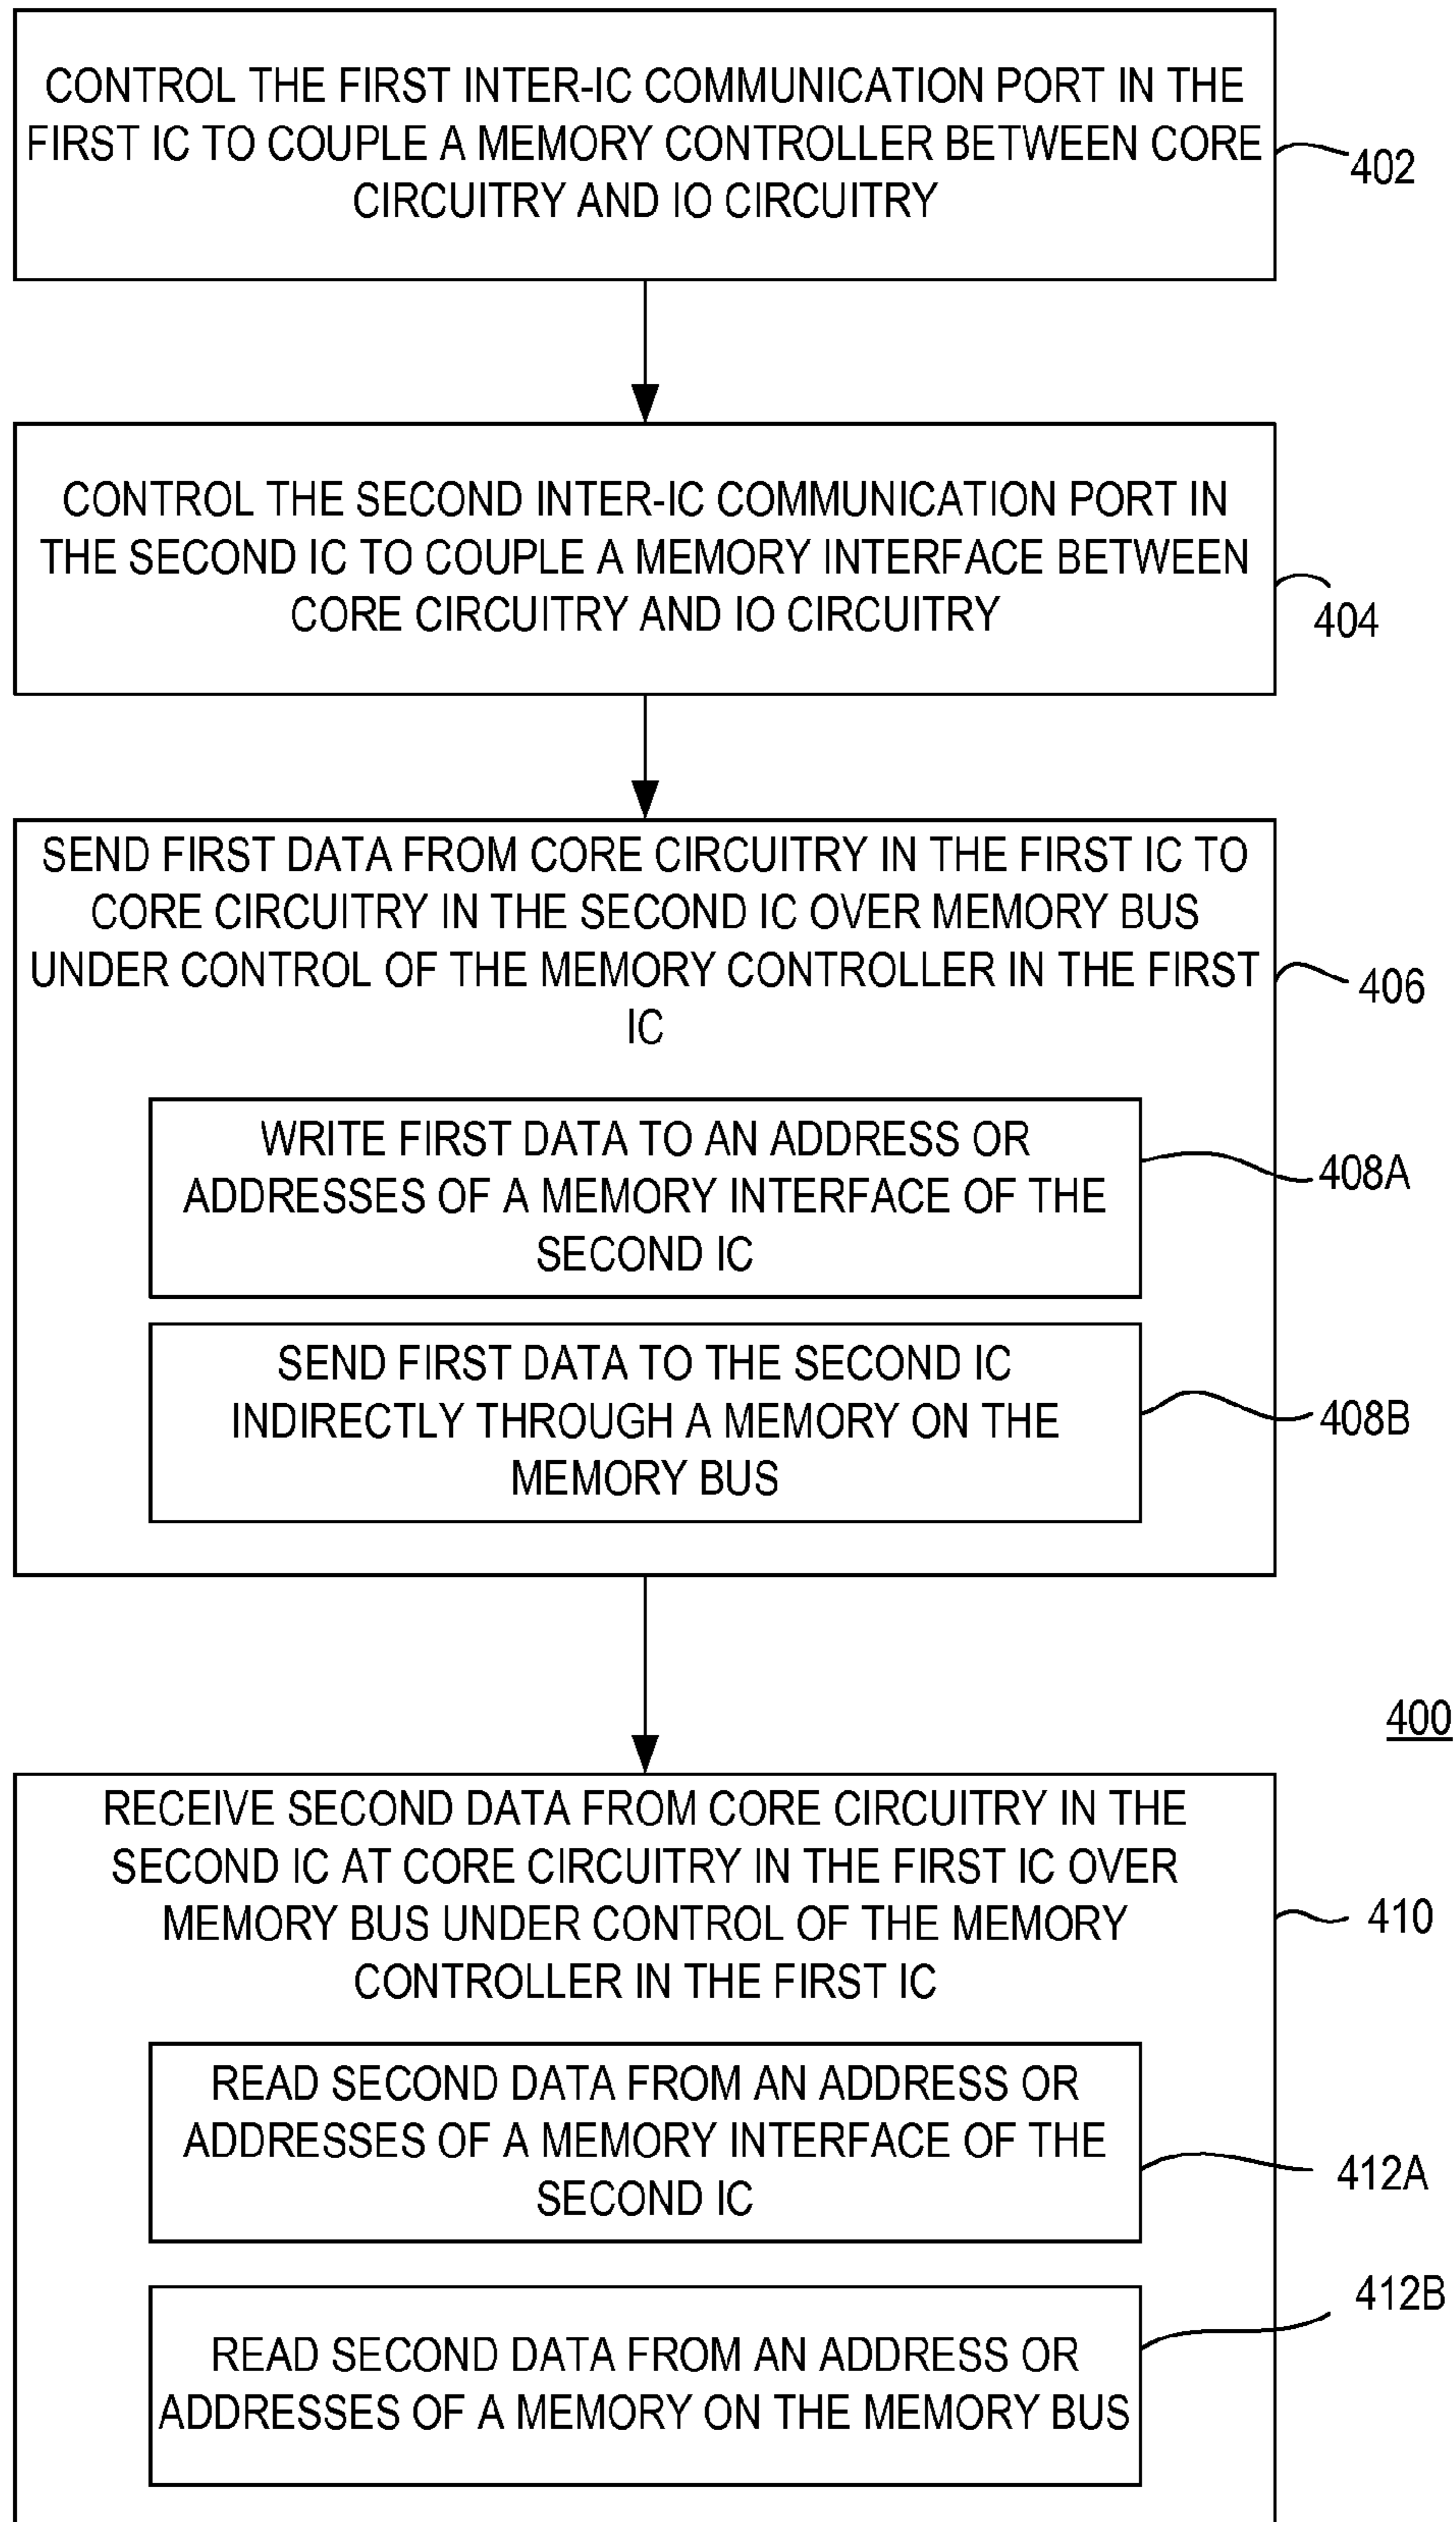 CONTROL THE FIRST INTER-IC COMMUNICATION PORT IN THE
FIRST IC TO COUPLE A MEMORY CONTROLLER BETWEEN CORE
CIRCUITRY AND IO CIRCUITRY
402
CONTROL THE SECOND INTER-IC COMMUNICATION PORT IN
THE SECOND IC TO COUPLE A MEMORY INTERFACE BETWEEN
CORE CIRCUITRY AND IO CIRCUITRY
404
SEND FIRST DATA FROM CORE CIRCUITRY IN THE FIRST IC TO
CORE CIRCUITRY IN THE SECOND IC OVER MEMORY BUS
UNDER CONTROL OF THE MEMORY CONTROLLER IN THE FIRST
IC
406
WRITE FIRST DATA TO AN ADDRESS OR
ADDRESSES OF A MEMORY INTERFACE OF THE
SECOND IC
408A
SEND FIRST DATA TO THE SECOND IC
INDIRECTLY THROUGH A MEMORY ON THE
MEMORY BUS
408B
400
RECEIVE SECOND DATA FROM CORE CIRCUITRY IN THE
SECOND IC AT CORE CIRCUITRY IN THE FIRST IC OVER
MEMORY BUS UNDER CONTROL OF THE MEMORY
CONTROLLER IN THE FIRST IC
410
READ SECOND DATA FROM AN ADDRESS OR
ADDRESSES OF A MEMORY INTERFACE OF THE
SECOND IC
412A
412B
READ SECOND DATA FROM AN ADDRESS OR
ADDRESSES OF A MEMORY ON THE MEMORY BUS